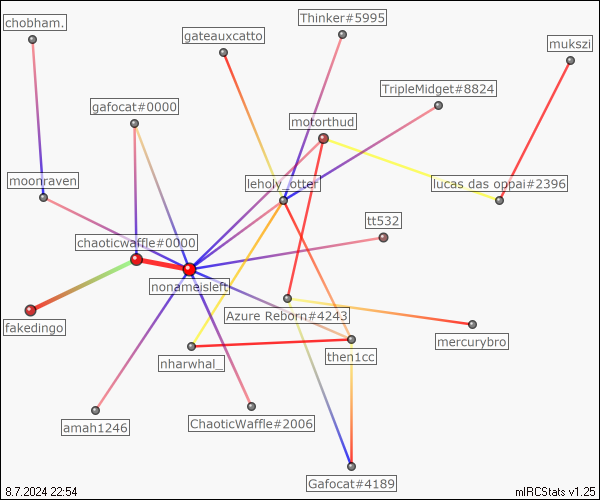 chobham.
Thinker#5995
gateauxcatto
mukszi
TripleMidget#8824
gafocat#0000
motorthud
moonraven
leholy_otter
lucas das oppai#2396
tt532
chaoticwaffle#0000
nonameisleft
Azure Reborn#4243
fakedingo
mercurybro
then1cc
nharwhal_
ChaoticWaffle#2006
amah1246
Gafocat#4189
8.7.2024 22:54
mIRCStats v1.25